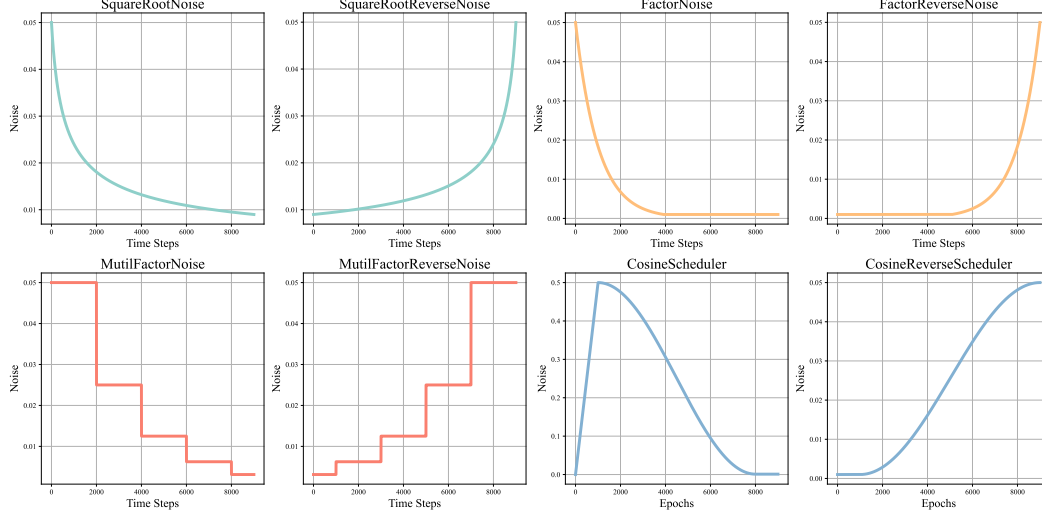 SquareRootNoise
SquareRootReverseNoise
FactorNoise
FactorReverseNoise
0.05
0.04
0.03
0.02
0.01
Noise
0 2000 4000 6000 8000
Time Steps
0.05
0.04
0.03
0.02
0.01
Noise
0 2000 4000 6000 8000
Time Steps
0.05
0.04
0.03
0.02
0.01
0.00
Noise
0 2000 4000 6000 8000
Time Steps
0.05
0.04
0.03
0.02
0.01
0.00
Noise
0 2000 4000 6000 8000
Time Steps
MutilFactorNoise
MutilFactorReverseNoise
CosineScheduler
CosineReverseScheduler
0.05
0.04
0.03
0.02
0.01
Noise
0 2000 4000 6000 8000
Time Steps
0.05
0.04
0.03
0.02
0.01
Noise
0 2000 4000 6000 8000
Time Steps
0.5
0.4
0.3
0.2
0.1
0.0
Noise
0 2000 4000 6000 8000
Epochs
0.05
0.04
0.03
0.02
0.01
0.00
Noise
0 2000 4000 6000 8000
Epochs